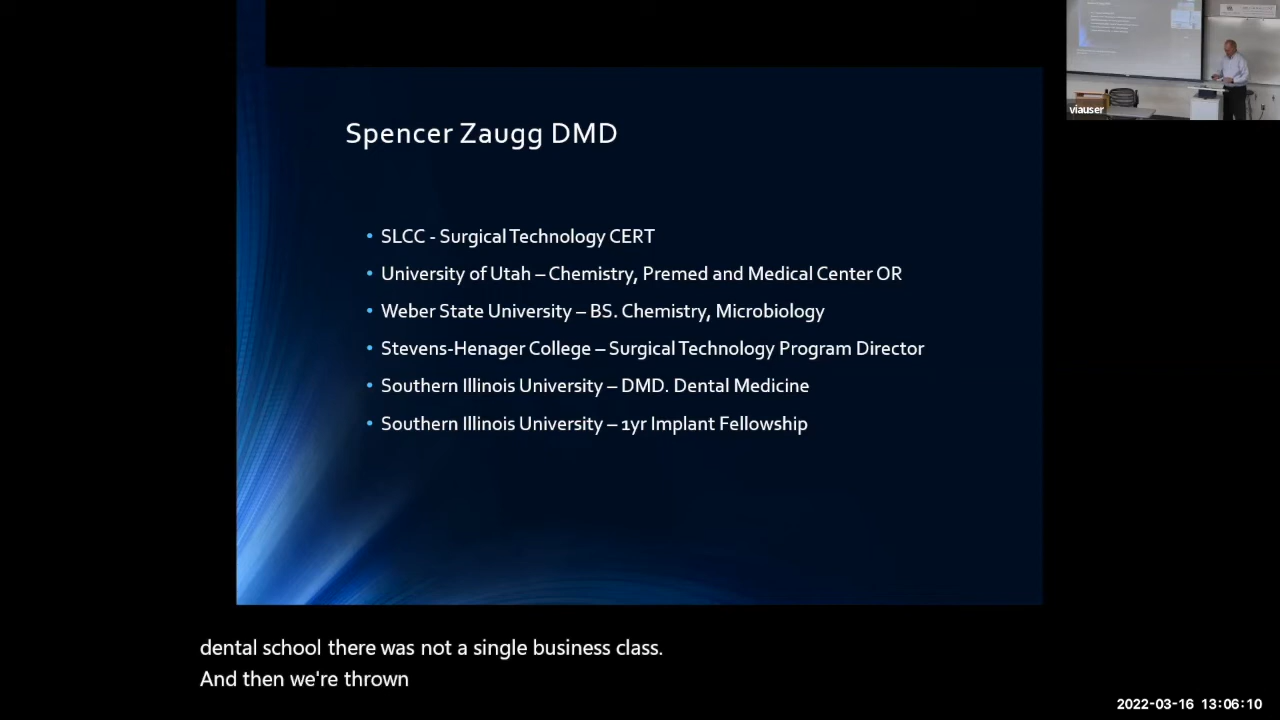 Spencer Zaugg DMD
• SLCC - Surgical Technology CERT
• University of Utah – Chemistry, Premed and Medical Center OR
• Weber State University – BS. Chemistry, Microbiology
• Stevens-Henager College – Surgical Technology Program Director
• Southern Illinois University – DMD. Dental Medicine
• Southern Illinois University – 1yr Implant Fellowship
viauser
dental school there was not a single business class.
And then we're thrown
2022-03-16 13:06:10